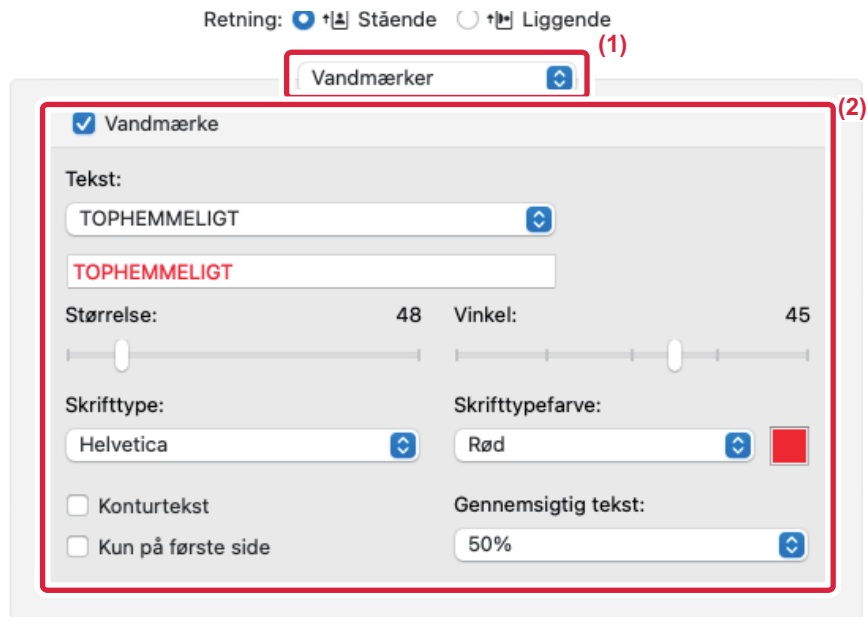 Retning: Stående Liggende
(1)
Vandmærker
(2)
Vandmærke
Tekst:
TOPHEMMELIGT
TOPHEMMELIGT
Størrelse: 48 Vinkel: 45
Skrifttype: Skrifttypefarve:
Helvetica Rød
Konturtekst Gennemsigtig tekst:
Kun på første side 50%